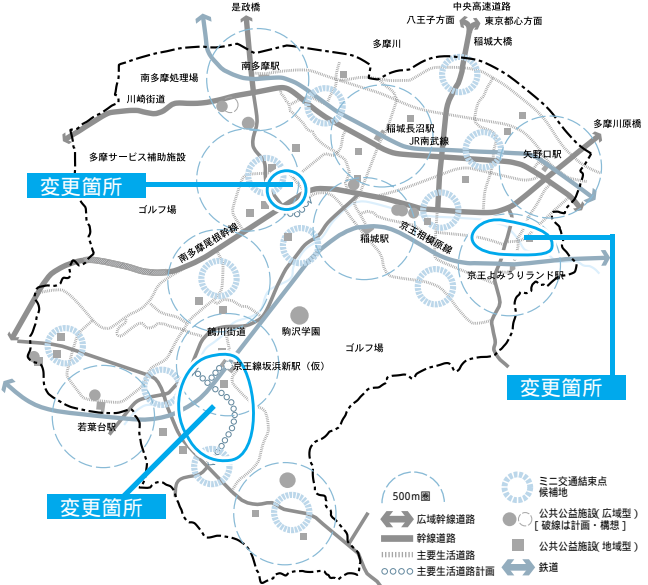 是政橋
中央高速道路
八王子方面
東京都心方面
稲城大橋
多摩川
南多摩駅
南多摩処理場
川崎街道
稲城長沼駅
JR南武線
多摩川原橋
矢野口駅
多摩サービス補助施設
変更箇所
ゴルフ場
南多摩尾根幹線
稲城駅
京王相模原線
京王よみうりランド駅
鶴川街道
駒沢学園
ゴルフ場
京王線坂浜新駅（仮）
変更箇所
若葉台駅
変更箇所
500m圏
広域幹線道路
幹線道路
主要生活道路
主要生活道路計画
ミニ交通結束点
候補地
公共公益施設(広域型)
[破線は計画・構想]
公共公益施設(地域型)
鉄道